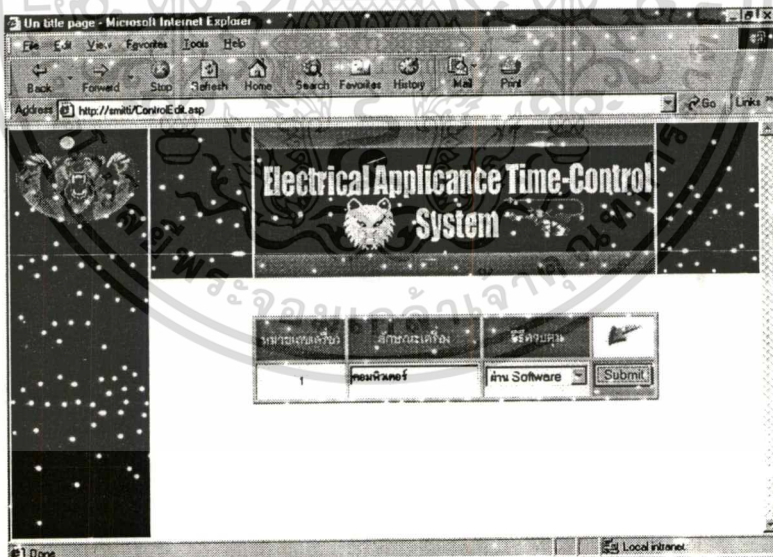 Un title page - Microsoft Internet Explorer
File Edit View Favorites Tools Help
Back Forward Stop Refresh Home Search Favorites History Mail Print
Address http://smitti/ControlEdit.asp Go Links
Electrical Applicance Time-Control
System
หมายเลขเครื่อง ลักษณะเครื่อง วิธีควบคุม
1 คอมพิวเตอร์ ผ่าน Software Submit
Done Local intranet